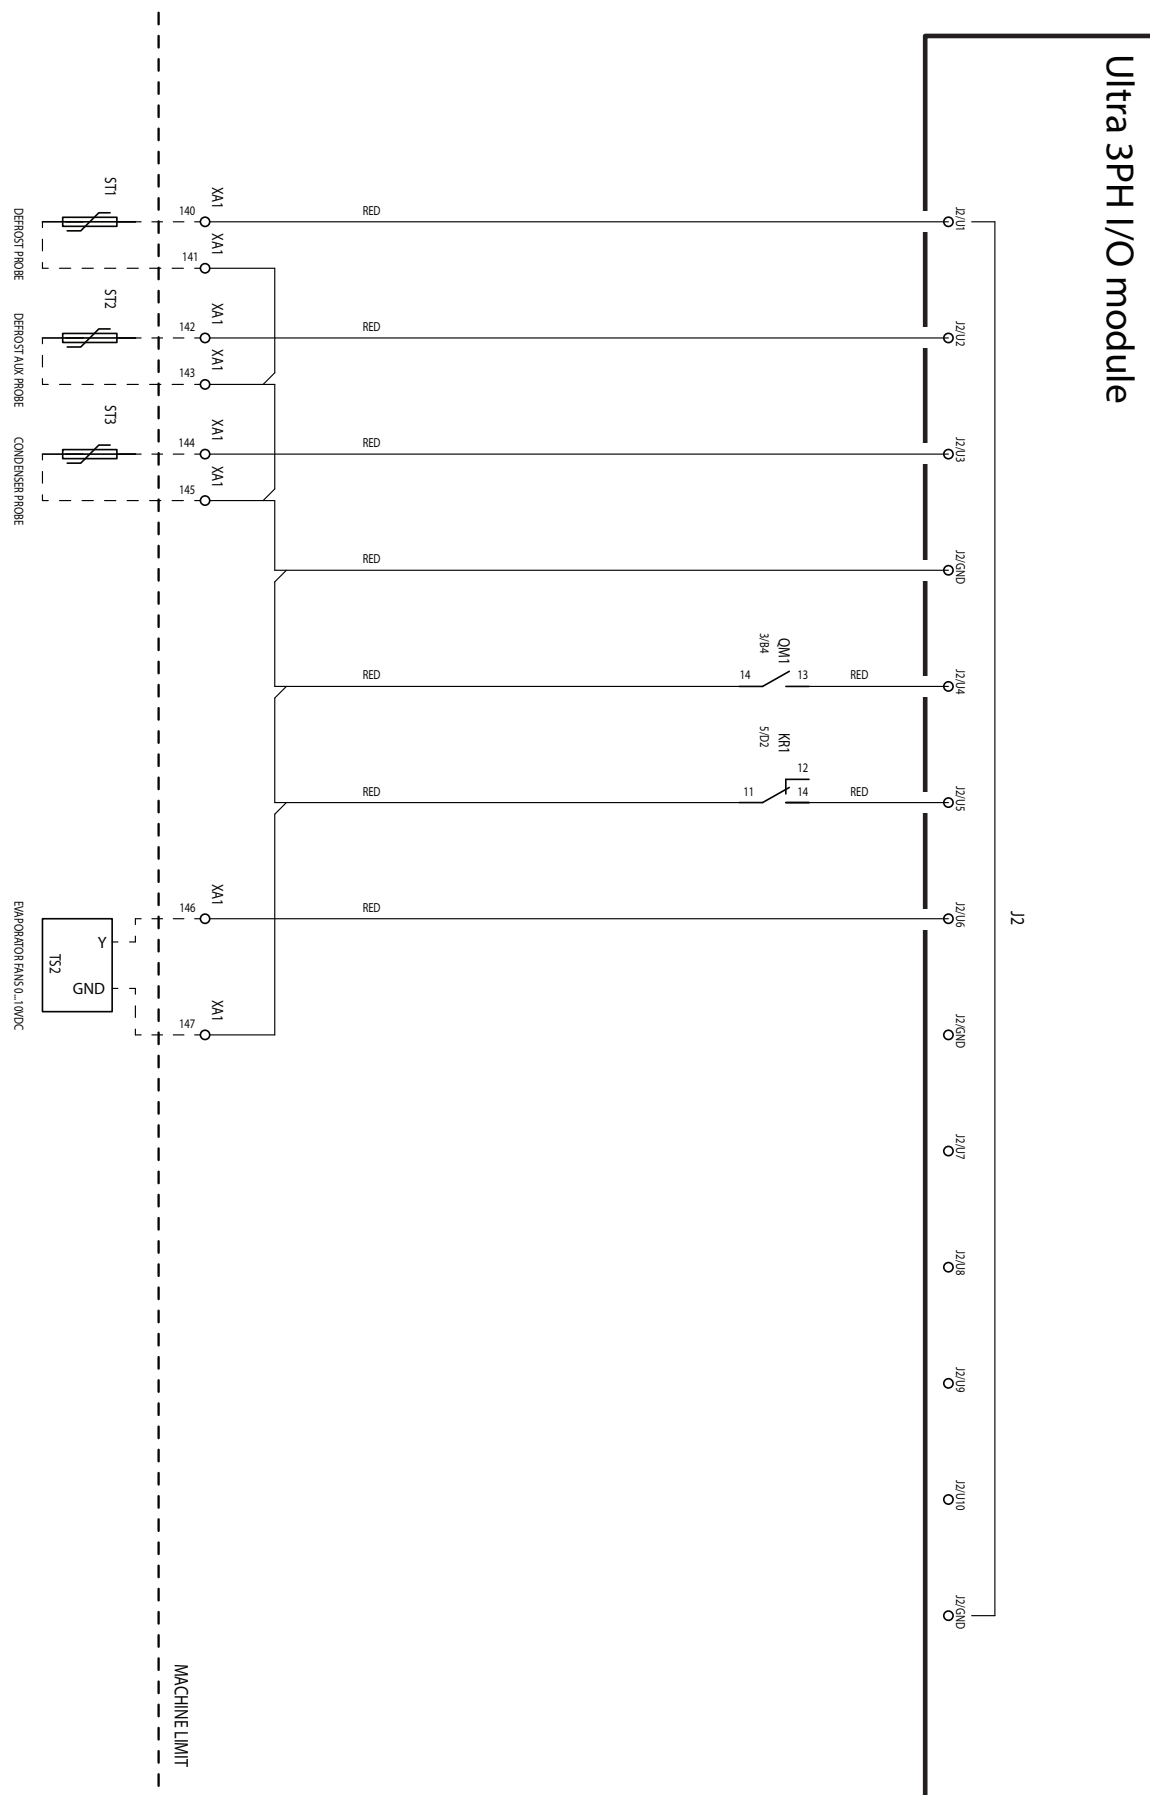 Ultra 3PH I/O module
J2
J2/U1
J2/U2
J2/U3
J2/GND
J2/U4
J2/U5
J2/U6
J2/GND
J2/U7
J2/U8
J2/U9
J2/U10
J2/GND
RED
RED
RED
RED
QM1
3/B4
14
13
RED
RED
KR1
5/D2
12
11
14
RED
RED
RED
XA1
140
XA1
141
XA1
142
XA1
143
XA1
144
XA1
145
XA1
146
XA1
147
MACHINE LIMIT
ST1
DEFROST PROBE
ST2
DEFROST AUX PROBE
ST3
CONDENSER PROBE
Y
GND
TS2
EVAPORATOR FANS 0...10VDC